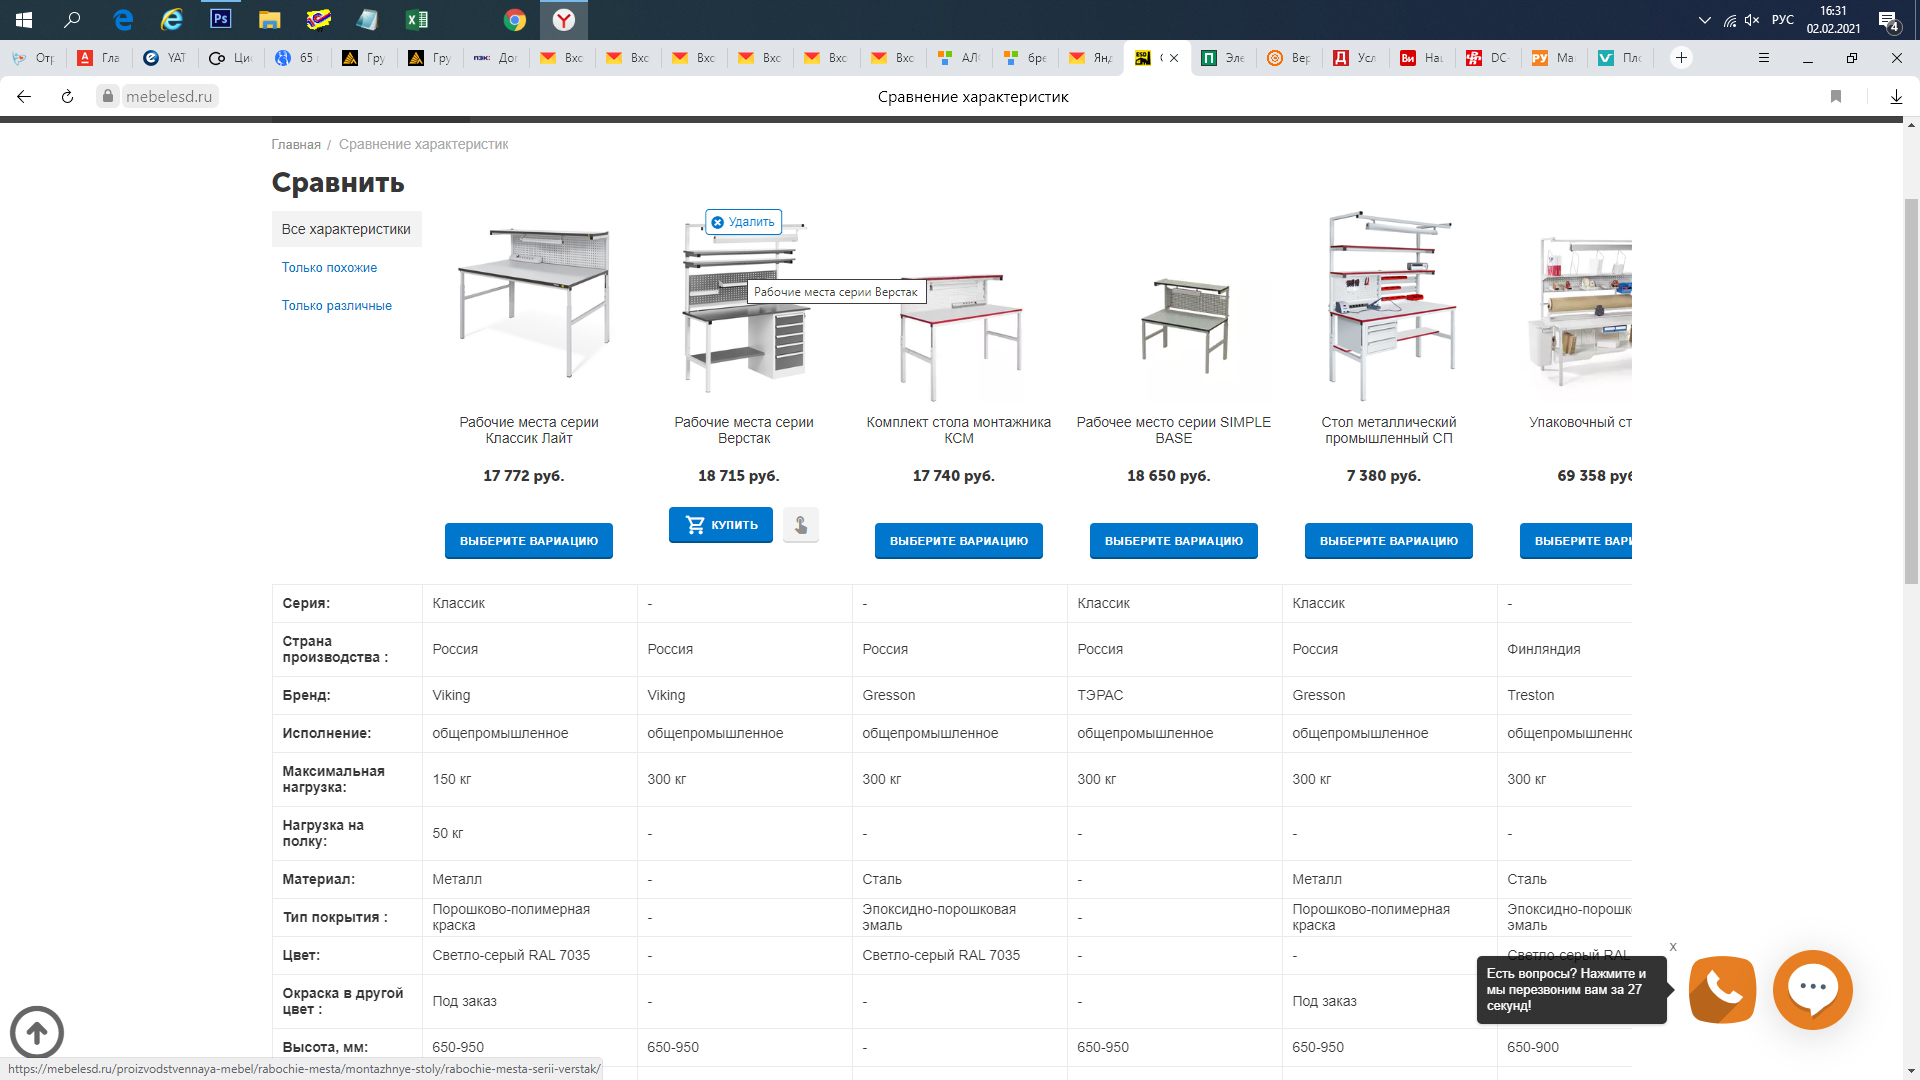 16:31
РУС
02.02.2021
4
Отр
Гла
YAT
Ци
65
Гру
Гру
До
Вхо
Вхо
Вхо
Вхо
Вхо
Вхо
АЛ
бре
Янд
Эле
Вер
Усл
На
DC-
Ма
Пло
mebelesd.ru
Сравнение характеристик
Главная / Сравнение характеристик
Сравнить
Все характеристики
Только похожие
Только различные
Удалить
Рабочие места серии Верстак
Рабочие места серии
Классик Лайт
17 772 руб.
ВЫБЕРИТЕ ВАРИАЦИЮ
Рабочие места серии
Верстак
18 715 руб.
КУПИТЬ
Комплект стола монтажника
КСМ
17 740 руб.
ВЫБЕРИТЕ ВАРИАЦИЮ
Рабочее место серии SIMPLE
BASE
18 650 руб.
ВЫБЕРИТЕ ВАРИАЦИЮ
Стол металлический
промышленный СП
7 380 руб.
ВЫБЕРИТЕ ВАРИАЦИЮ
Упаковочный ст
69 358 руб
ВЫБЕРИТЕ ВАРИ
Серия: Классик - - Классик Классик -
Страна
производства : Россия Россия Россия Россия Россия Финляндия
Бренд: Viking Viking Gresson ТЭРАС Gresson Treston
Исполнение: общепромышленное общепромышленное общепромышленное общепромышленное общепромышленное общепромышленно
Максимальная
нагрузка: 150 кг 300 кг 300 кг 300 кг 300 кг 300 кг
Нагрузка на
полку: 50 кг - - - - -
Материал: Металл - Сталь - Металл Сталь
Тип покрытия : Порошково-полимерная
краска - Эпоксидно-порошковая
эмаль - Порошково-полимерная
краска Эпоксидно-порошко
эмаль
Цвет: Светло-серый RAL 7035 - Светло-серый RAL 7035 - - Светло-серый RAL
Окраска в другой
цвет : Под заказ - - - Под заказ
Высота, мм: 650-950 650-950 - 650-950 650-950 650-900
x
Есть вопросы? Нажмите и
мы перезвоним вам за 27
секунд!
https://mebelesd.ru/proizvodstvennaya-mebel/rabochie-mesta/montazhnye-stoly/rabochie-mesta-serii-verstak/